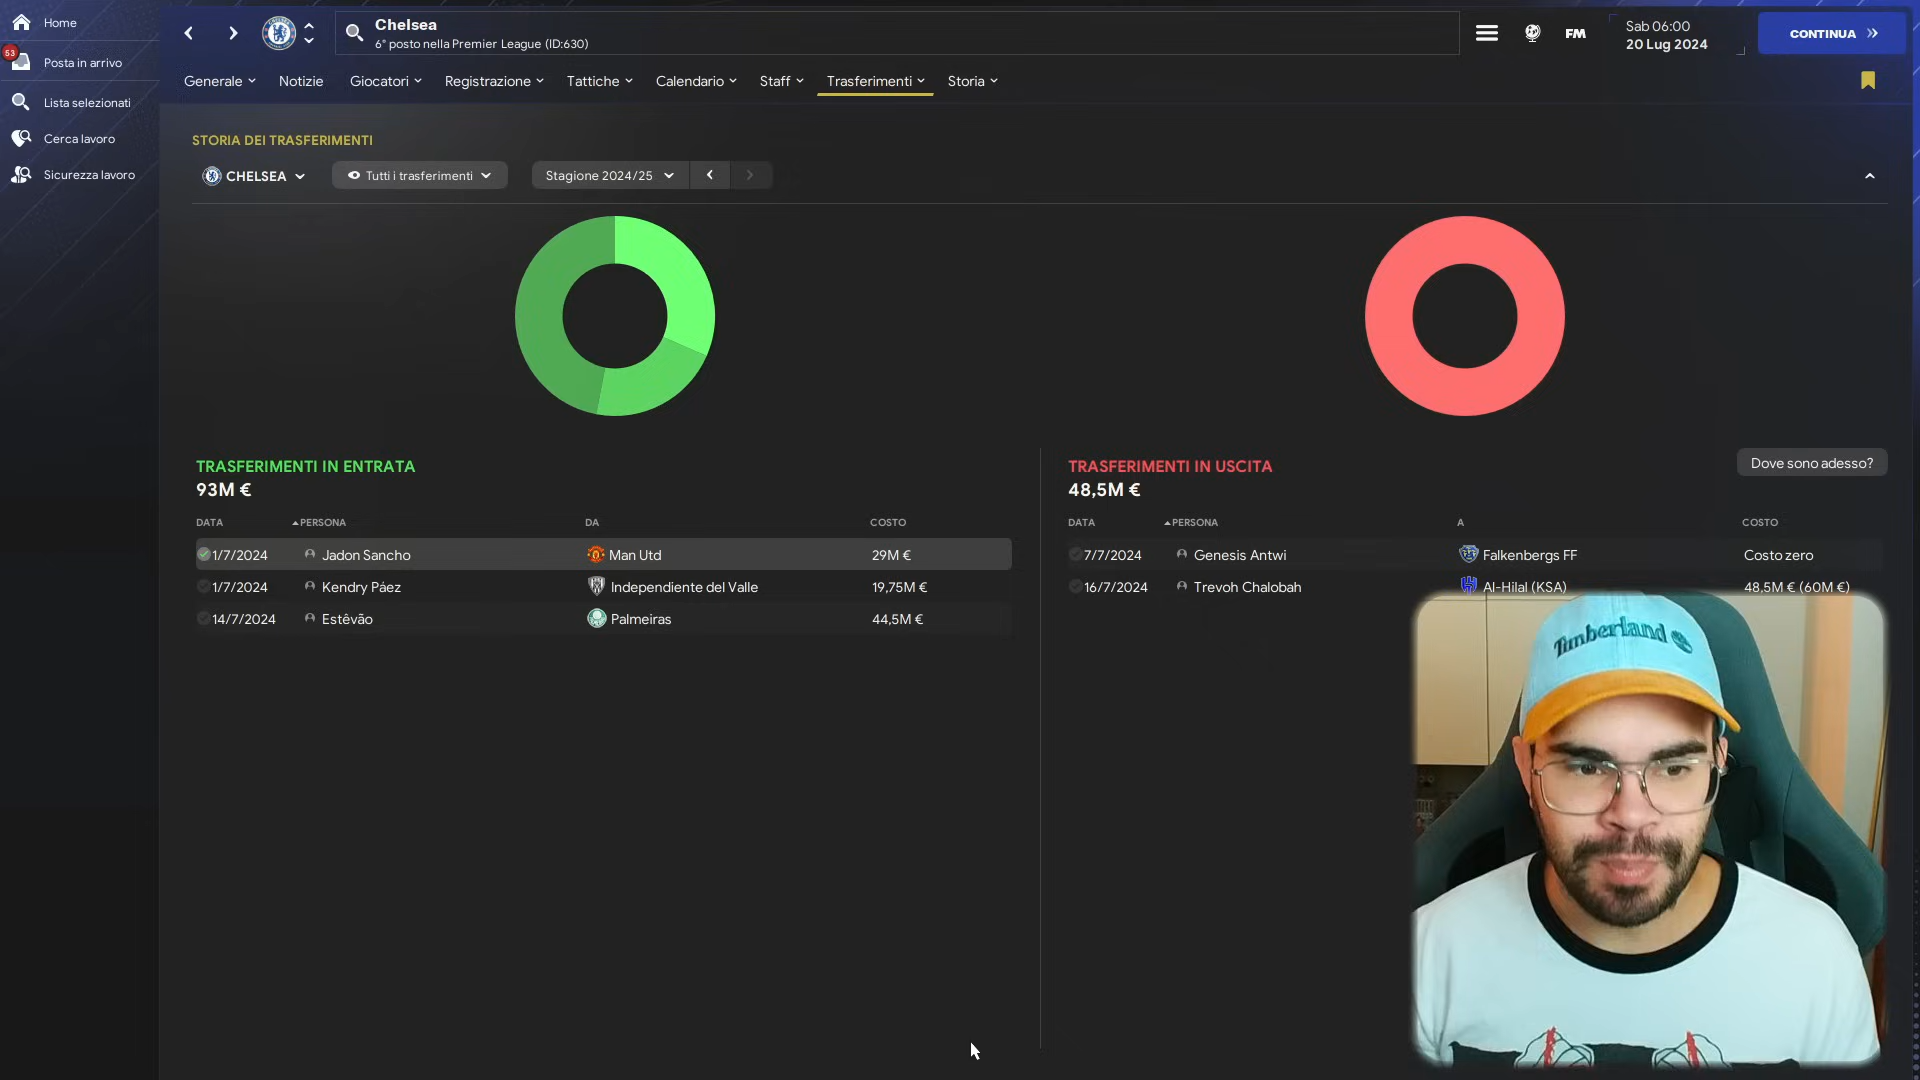 Home
53
Posta in arrivo
Lista selezionati
Cerca lavoro
Sicurezza lavoro
Chelsea
6° posto nella Premier League (ID:630)
FM
Sab 06:00
20 Lug 2024
CONTINUA
Generale
Notizie
Giocatori
Registrazione
Tattiche
Calendario
Staff
Trasferimenti
Storia
STORIA DEI TRASFERIMENTI
CHELSEA
Tutti i trasferimenti
Stagione 2024/25
TRASFERIMENTI IN ENTRATA
93M €
DATA PERSONA DA COSTO
1/7/2024 Jadon Sancho Man Utd 29M €
1/7/2024 Kendry Páez Independiente del Valle 19,75M €
14/7/2024 Estêvão Palmeiras 44,5M €
TRASFERIMENTI IN USCITA
48,5M €
Dove sono adesso?
DATA PERSONA A COSTO
7/7/2024 Genesis Antwi Falkenbergs FF Costo zero
16/7/2024 Trevoh Chalobah Al-Hilal (KSA) 48,5M € (60M €)
Timberland